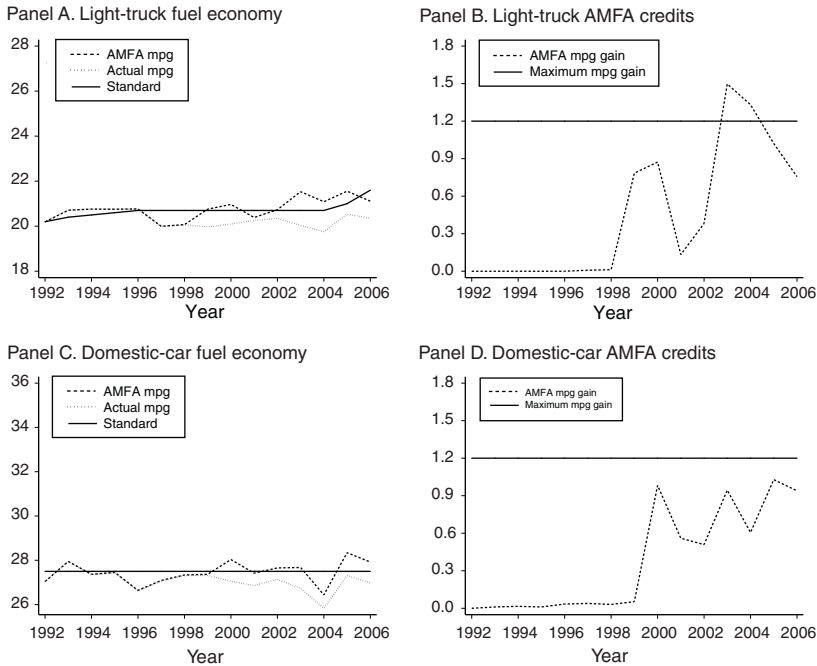 Panel A. Light-truck fuel economy
28
26
24
22
20
18
AMFA mpg
Actual mpg
Standard
1992 1994 1996 1998 2000 2002 2004 2006
Year
Panel B. Light-truck AMFA credits
1.8
1.5
1.2
0.9
0.3
0.0
AMFA mpg gain
Maximum mpg gain
1992 1994 1996 1998 2000 2002 2004 2006
Year
Panel C. Domestic-car fuel economy
36
34
32
30
28
26
AMFA mpg
Actual mpg
Standard
1992 1994 1996 1998 2000 2002 2004 2006
Year
Panel D. Domestic-car AMFA credits
1.8
1.5
1.2
0.9
0.6
0.3
0.0
AMFA mpg gain
Maximum mpg gain
1992 1994 1996 1998 2000 2002 2004 2006
Year